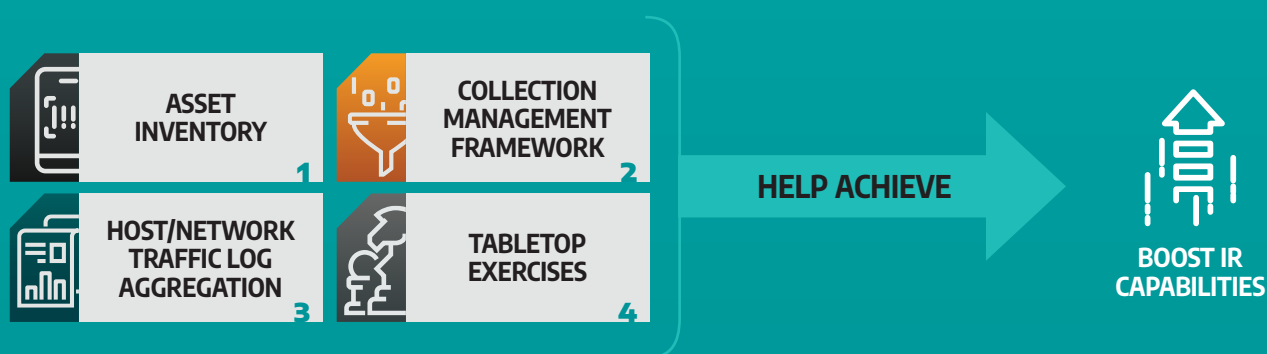 ASSET
INVENTORY
1
COLLECTION
MANAGEMENT
FRAMEWORK
2
HOST/NETWORK
TRAFFIC LOG
AGGREGATION
3
TABLETOP
EXERCISES
4
HELP ACHIEVE
BOOST IR
CAPABILITIES